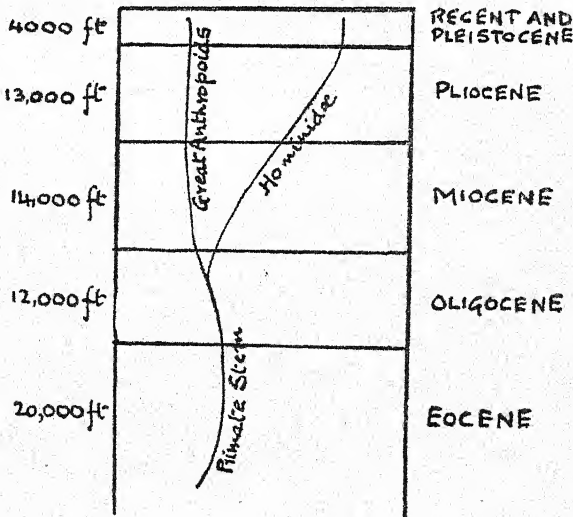 4000 ft
RECENT AND
PLEISTOCENE
13,000 ft
PLIOCENE
Great Anthropoids
Hominidæ
14,000 ft
MIOCENE
12,000 ft
OLIGOCENE
Primate Stem
20,000 ft
EOCENE